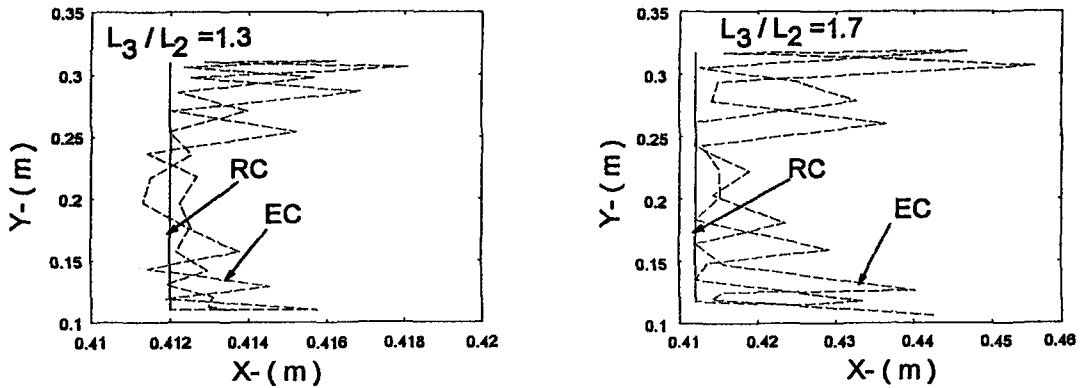 0.35
L3 / L2 =1.3
0.3
0.25
0.2
0.15
0.1
Y- ( m )
RC
EC
0.41 0.412 0.414 0.416 0.418 0.42
X- ( m )
0.35
L3 / L2 =1.7
0.3
0.25
0.2
0.15
0.1
Y- ( m )
RC
EC
0.41 0.42 0.43 0.44 0.45 0.46
X- ( m )